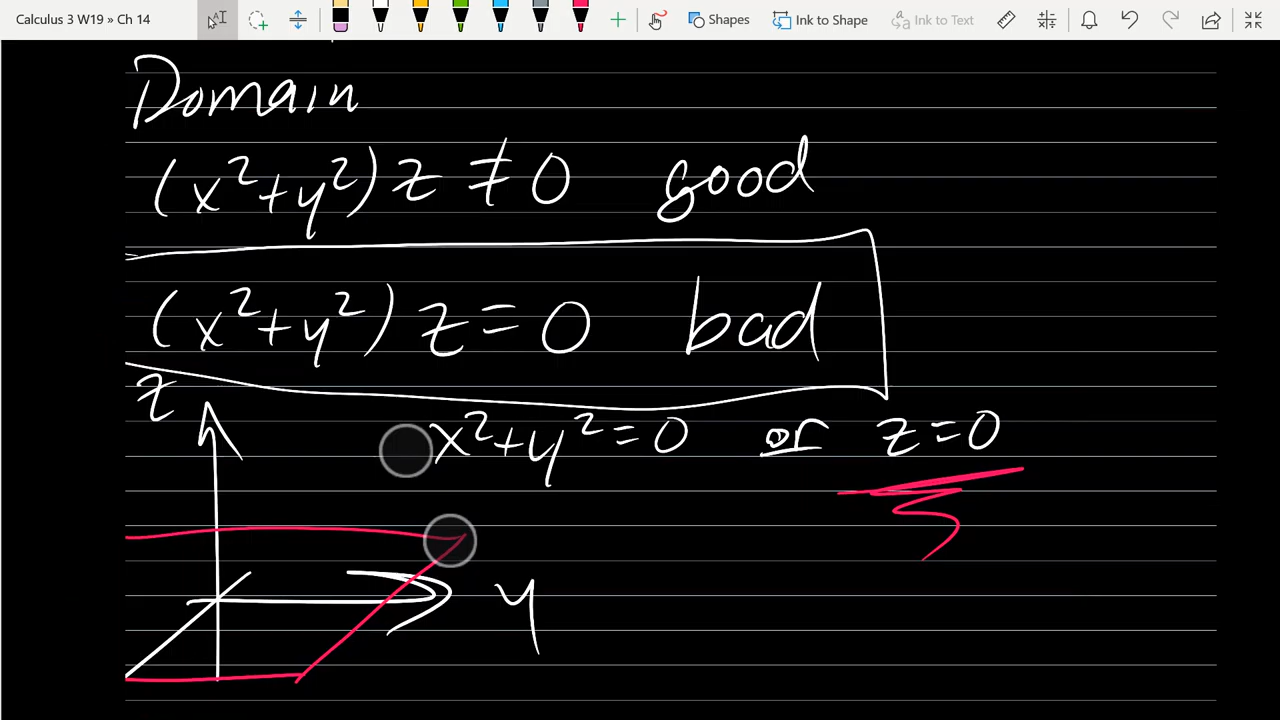 Calculus 3 W19 » Ch 14
Shapes
Ink to Shape
Ink to Text
Domain
(x²+y²)z ≠ 0 good
(x²+y²)z = 0 bad
z
x²+y²=0 or z=0
y